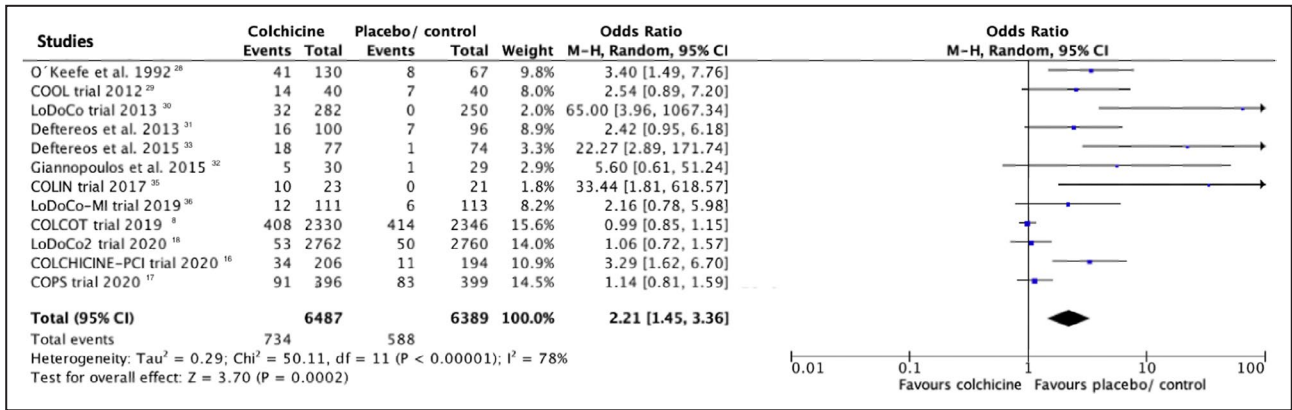 Studies Colchicine Placebo/ control Odds Ratio Odds Ratio
Events Total Events Total Weight M-H, Random, 95% CI M-H, Random, 95% CI
O´Keefe et al. 1992 28 41 130 8 67 9.8% 3.40 [1.49, 7.76]
COOL trial 2012 29 14 40 7 40 8.0% 2.54 [0.89, 7.20]
LoDoCo trial 2013 30 32 282 0 250 2.0% 65.00 [3.96, 1067.34]
Deftereos et al. 2013 31 16 100 7 96 8.9% 2.42 [0.95, 6.18]
Deftereos et al. 2015 33 18 77 1 74 3.3% 22.27 [2.89, 171.74]
Giannopoulos et al. 2015 32 5 30 1 29 2.9% 5.60 [0.61, 51.24]
COLIN trial 2017 35 10 23 0 21 1.8% 33.44 [1.81, 618.57]
LoDoCo-MI trial 2019 36 12 111 6 113 8.2% 2.16 [0.78, 5.98]
COLCOT trial 2019 8 408 2330 414 2346 15.6% 0.99 [0.85, 1.15]
LoDoCo2 trial 2020 18 53 2762 50 2760 14.0% 1.06 [0.72, 1.57]
COLCHICINE-PCI trial 2020 16 34 206 11 194 10.9% 3.29 [1.62, 6.70]
COPS trial 2020 17 91 396 83 399 14.5% 1.14 [0.81, 1.59]
Total (95% CI) 6487 6389 100.0% 2.21 [1.45, 3.36]
Total events 734 588
Heterogeneity: Tau² = 0.29; Chi² = 50.11, df = 11 (P < 0.00001); I² = 78%
Test for overall effect: Z = 3.70 (P = 0.0002)
0.01 0.1 1 10 100
Favours colchicine Favours placebo/ control